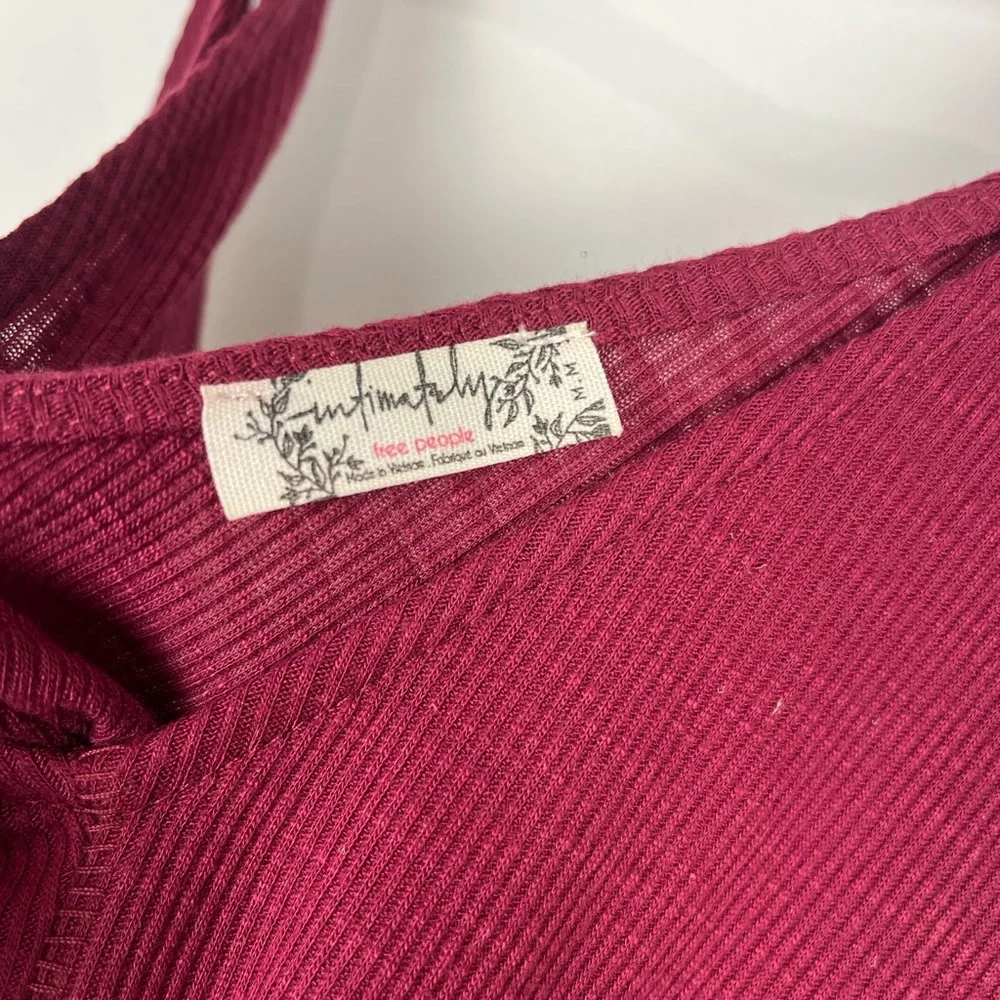 intimately
free people
Made in Vietnam . Fabriqué au Vietnam
M M